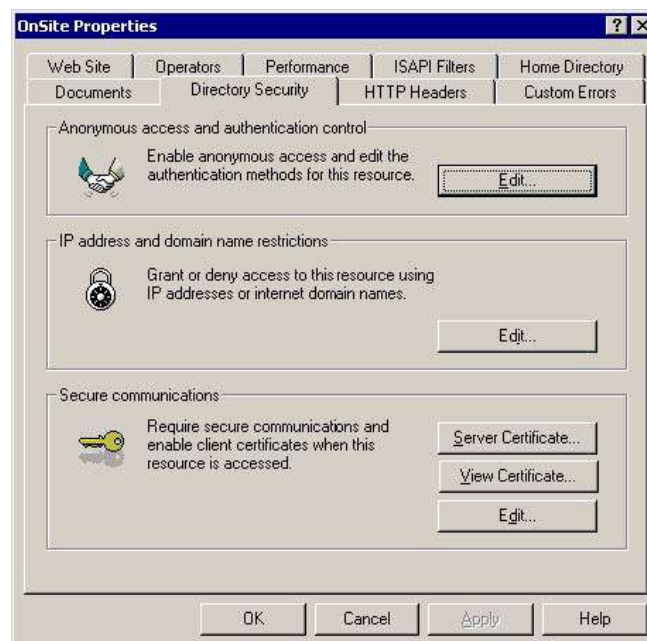 OnSite Properties
Web Site Operators Performance ISAPI Filters Home Directory
Documents Directory Security HTTP Headers Custom Errors
Anonymous access and authentication control
Enable anonymous access and edit the
authentication methods for this resource.
Edit...
IP address and domain name restrictions
Grant or deny access to this resource using
IP addresses or internet domain names.
Edit...
Secure communications
Require secure communications and
enable client certificates when this
resource is accessed.
Server Certificate...
View Certificate...
Edit...
OK Cancel Apply Help